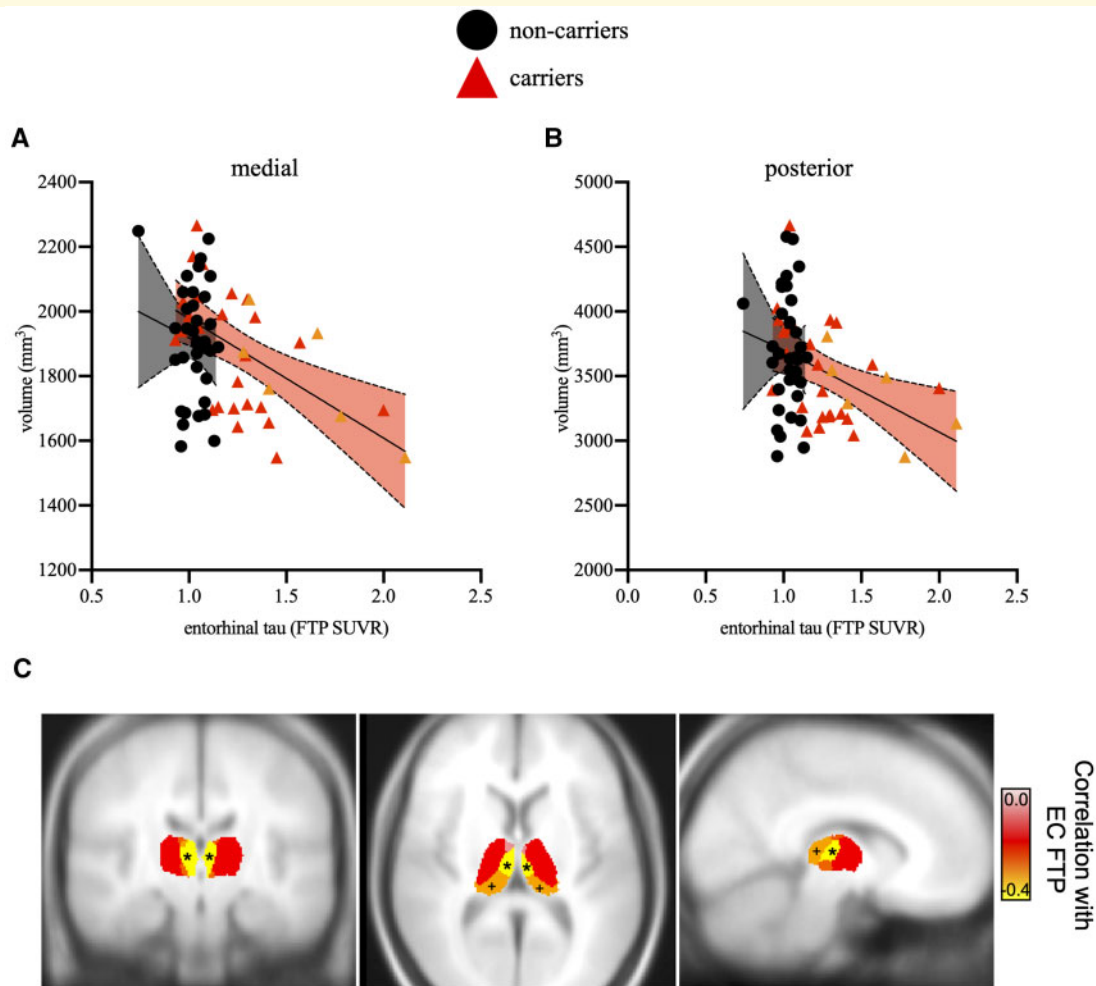 non-carriers
carriers
A
medial
2400
2200
2000
1800
1600
1400
1200
volume (mm³)
0.5
1.0
1.5
2.0
2.5
entorhinal tau (FTP SUVR)
B
posterior
5000
4500
4000
3500
3000
2500
2000
volume (mm³)
0.0
0.5
1.0
1.5
2.0
2.5
entorhinal tau (FTP SUVR)
C
*
*
*
*
+
+
+
*
0.0
-0.4
Correlation with
EC FTP